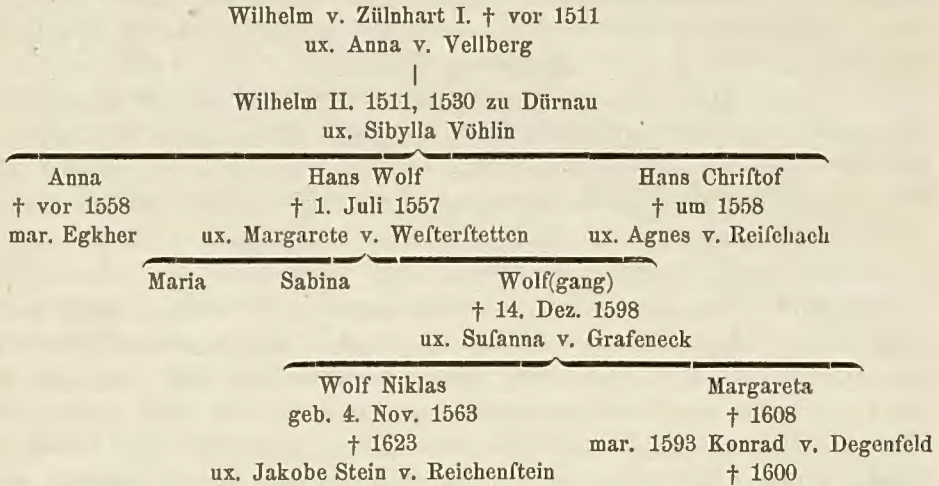 Wilhelm v. Zülnhart I. † vor 1511
ux. Anna v. Vellberg
Wilhelm II. 1511, 1530 zu Dürnau
ux. Sibylla Vöhlin
Anna Hans Wolf Hans Chriſtof
† vor 1558 † 1. Juli 1557 † um 1558
mar. Egkher ux. Margarete v. Weſterſtetten ux. Agnes v. Reiſchach
Maria Sabina Wolf(gang)
† 14. Dez. 1598
ux. Suſanna v. Grafeneck
Wolf Niklas Margareta
geb. 4. Nov. 1563 † 1608
† 1623 mar. 1593 Konrad v. Degenfeld
ux. Jakobe Stein v. Reichenſtein † 1600